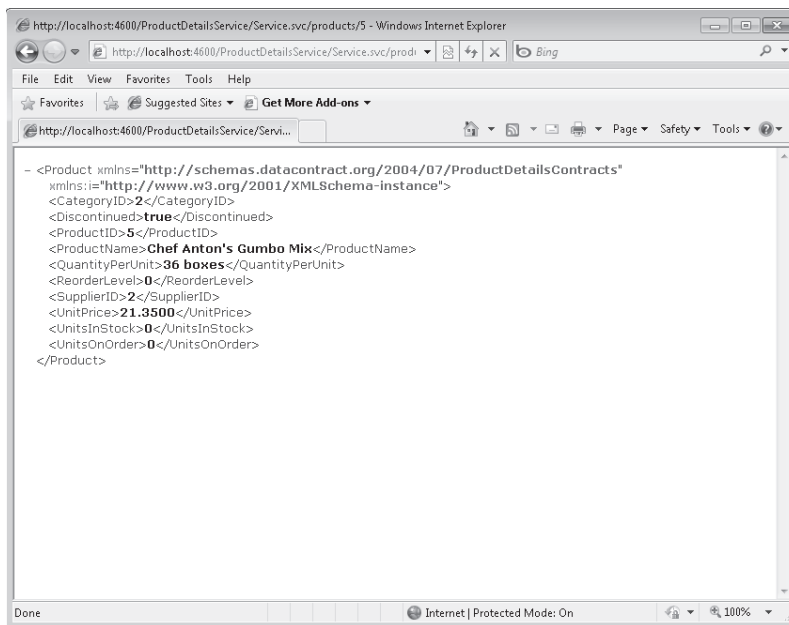 http://localhost:4600/ProductDetailsService/Service.svc/products/5 - Windows Internet Explorer
http://localhost:4600/ProductDetailsService/Service.svc/prod Bing
File Edit View Favorites Tools Help
Favorites Suggested Sites Get More Add-ons
http://localhost:4600/ProductDetailsService/Servi... Page Safety Tools
- <Product xmlns="http://schemas.datacontract.org/2004/07/ProductDetailsContracts"
xmlns:i="http://www.w3.org/2001/XMLSchema-instance">
<CategoryID>2</CategoryID>
<Discontinued>true</Discontinued>
<ProductID>5</ProductID>
<ProductName>Chef Anton's Gumbo Mix</ProductName>
<QuantityPerUnit>36 boxes</QuantityPerUnit>
<ReorderLevel>0</ReorderLevel>
<SupplierID>2</SupplierID>
<UnitPrice>21.3500</UnitPrice>
<UnitsInStock>0</UnitsInStock>
<UnitsOnOrder>0</UnitsOnOrder>
</Product>
Done Internet | Protected Mode: On 100%